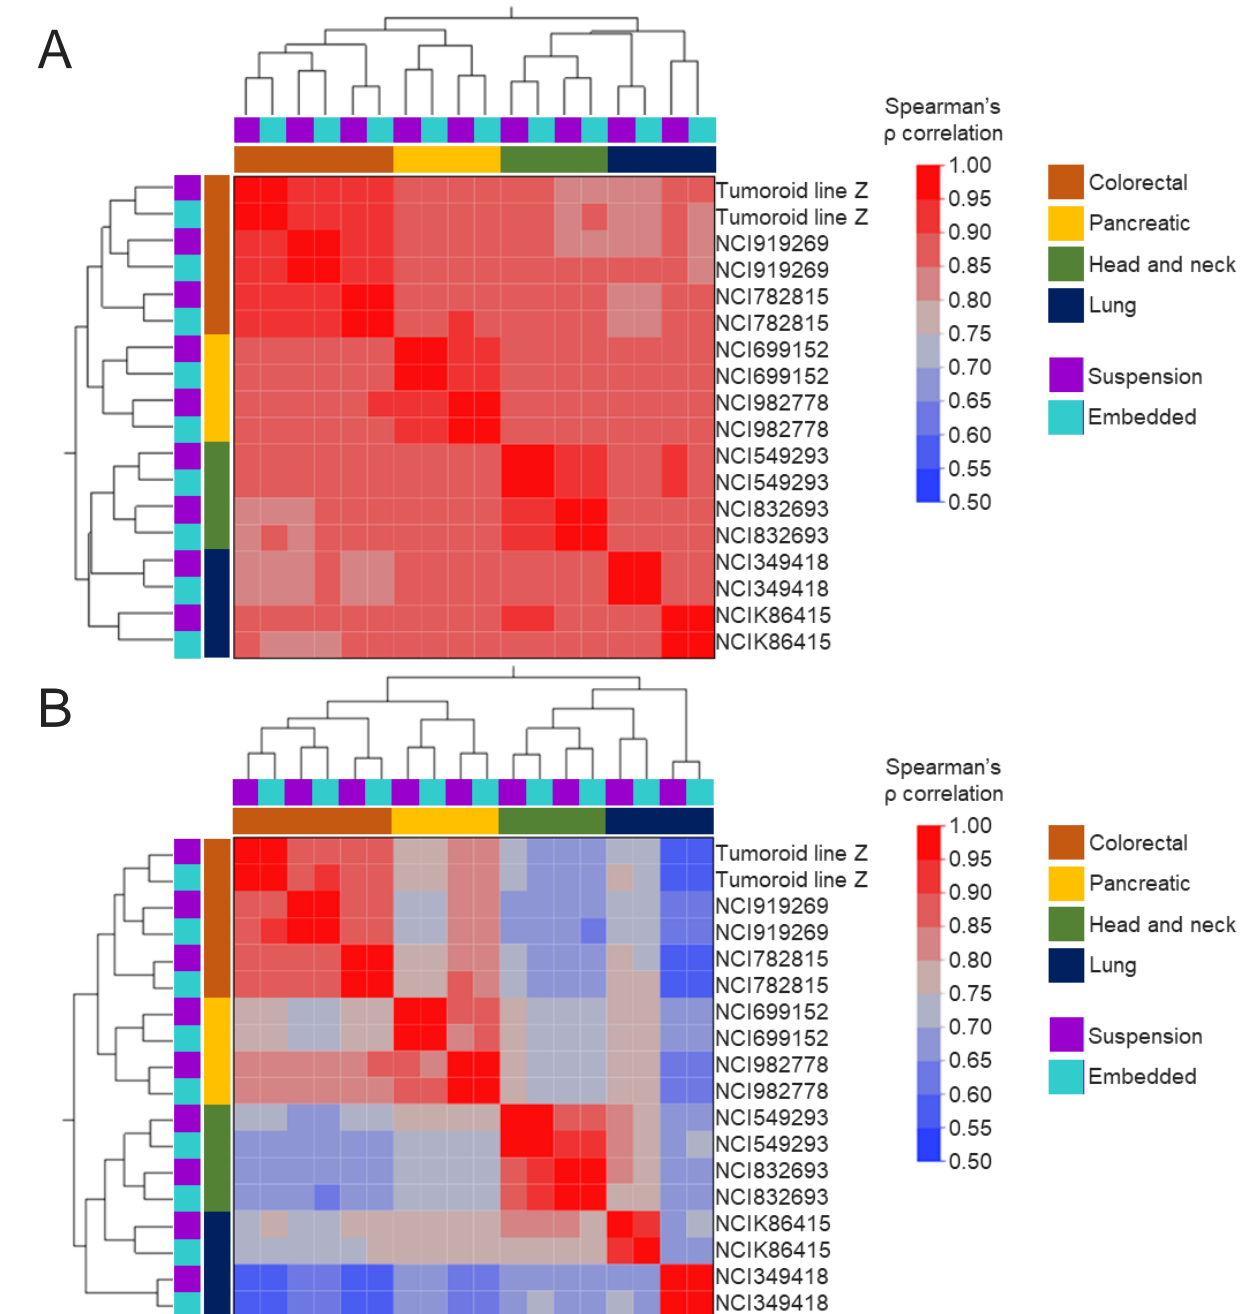 A
Spearman's
ρ correlation
1.00
0.95
0.90
0.85
0.80
0.75
0.70
0.65
0.60
0.55
0.50
Colorectal
Pancreatic
Head and neck
Lung
Suspension
Embedded
Tumoroid line Z
Tumoroid line Z
NCI919269
NCI919269
NCI782815
NCI782815
NCI699152
NCI699152
NCI982778
NCI982778
NCI549293
NCI549293
NCI832693
NCI832693
NCI349418
NCI349418
NCIK86415
NCIK86415
B
Spearman's
ρ correlation
1.00
0.95
0.90
0.85
0.80
0.75
0.70
0.65
0.60
0.55
0.50
Colorectal
Pancreatic
Head and neck
Lung
Suspension
Embedded
Tumoroid line Z
Tumoroid line Z
NCI919269
NCI919269
NCI782815
NCI782815
NCI699152
NCI699152
NCI982778
NCI982778
NCI549293
NCI549293
NCI832693
NCI832693
NCIK86415
NCIK86415
NCI349418
NCI349418